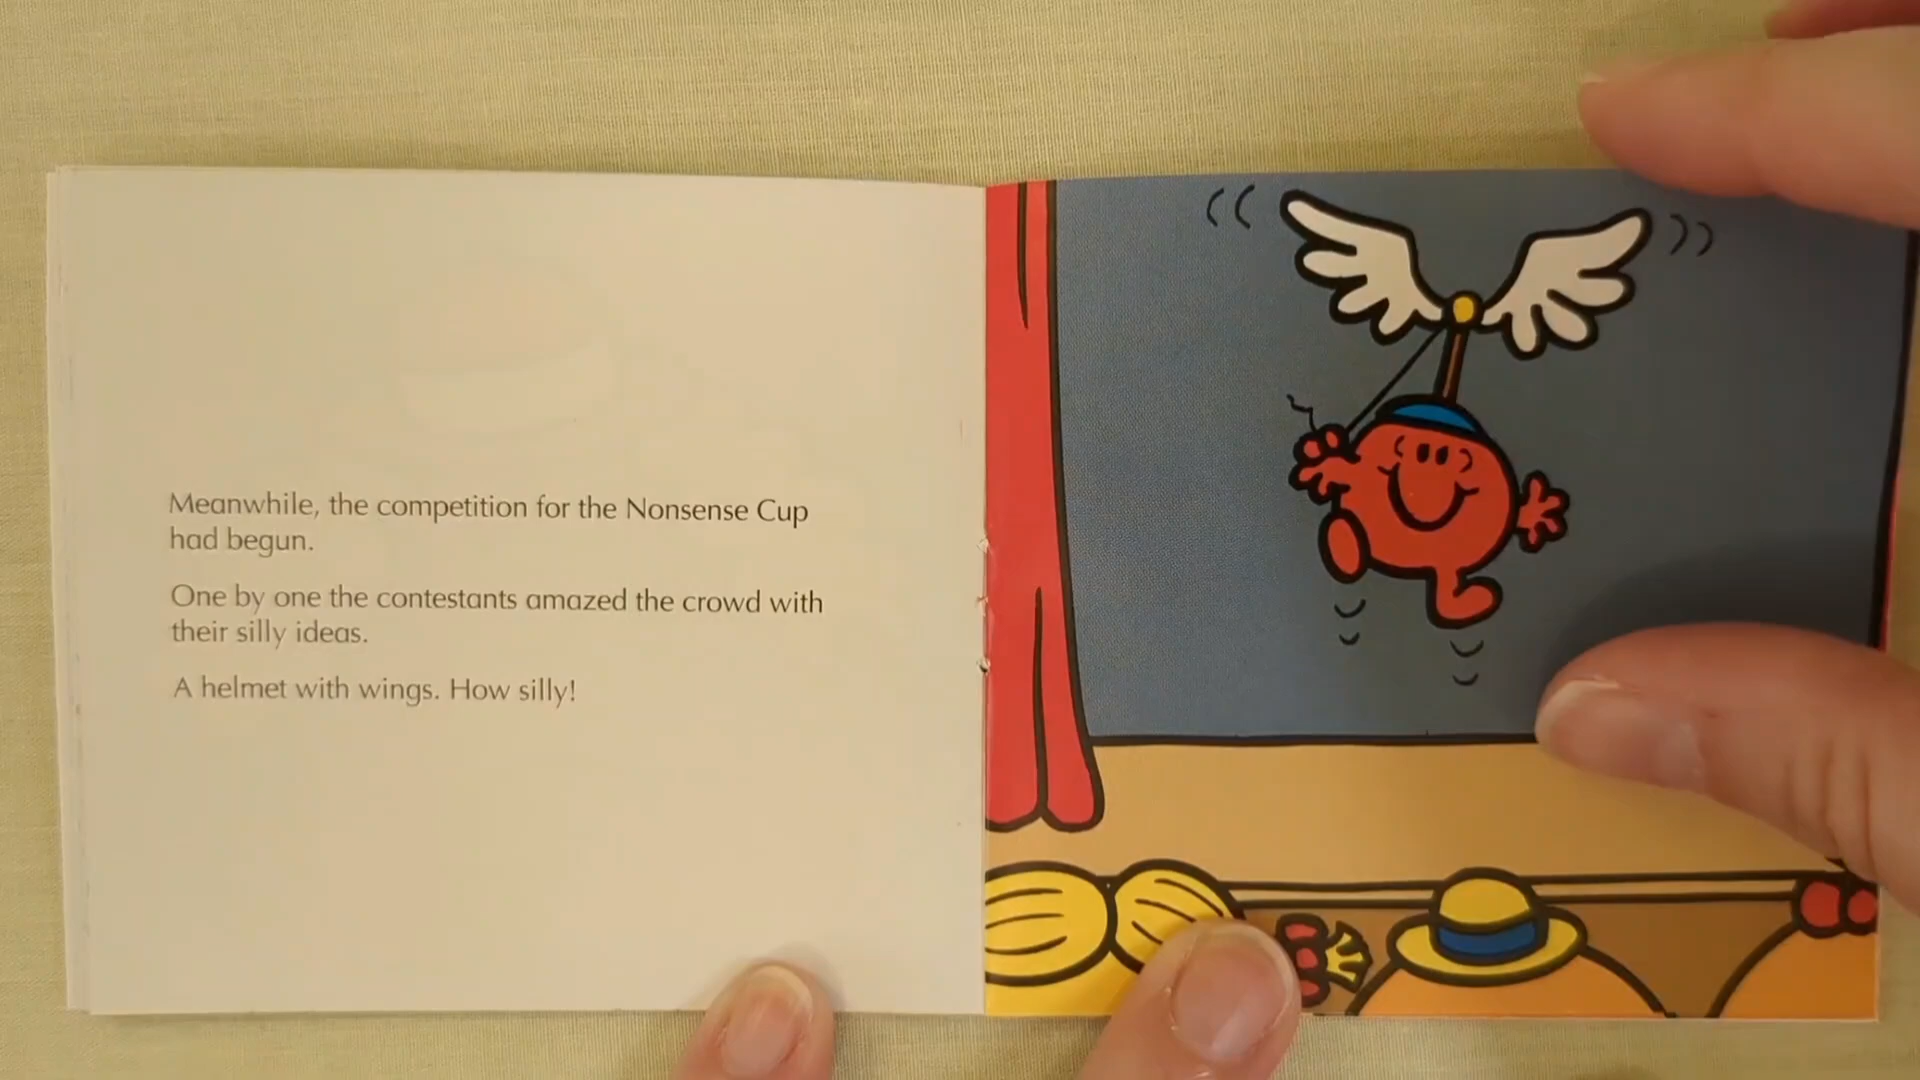 Meanwhile, the competition for the Nonsense Cup
had begun.
One by one the contestants amazed the crowd with
their silly ideas.
A helmet with wings. How silly!